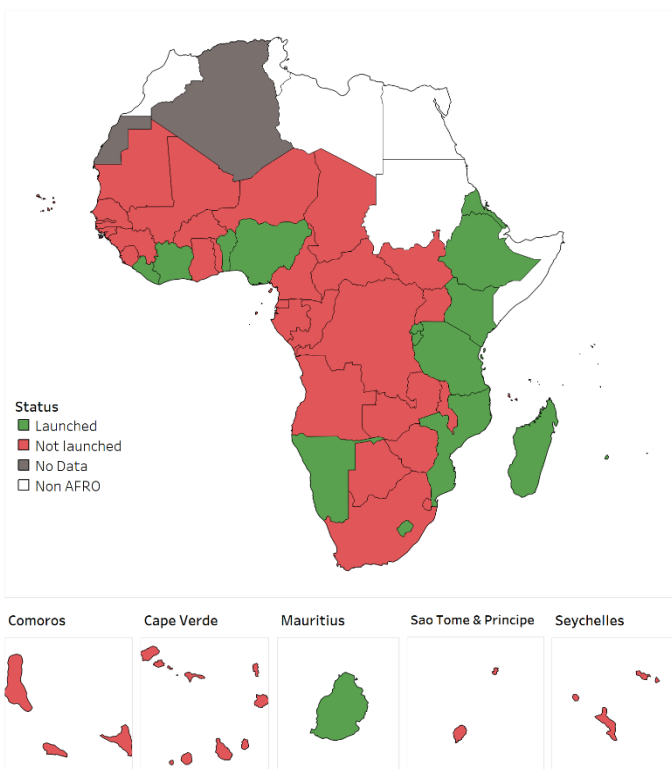 Status
Launched
Not launched
No Data
Non AFRO
Comoros
Cape Verde
Mauritius
Sao Tome & Principe
Seychelles